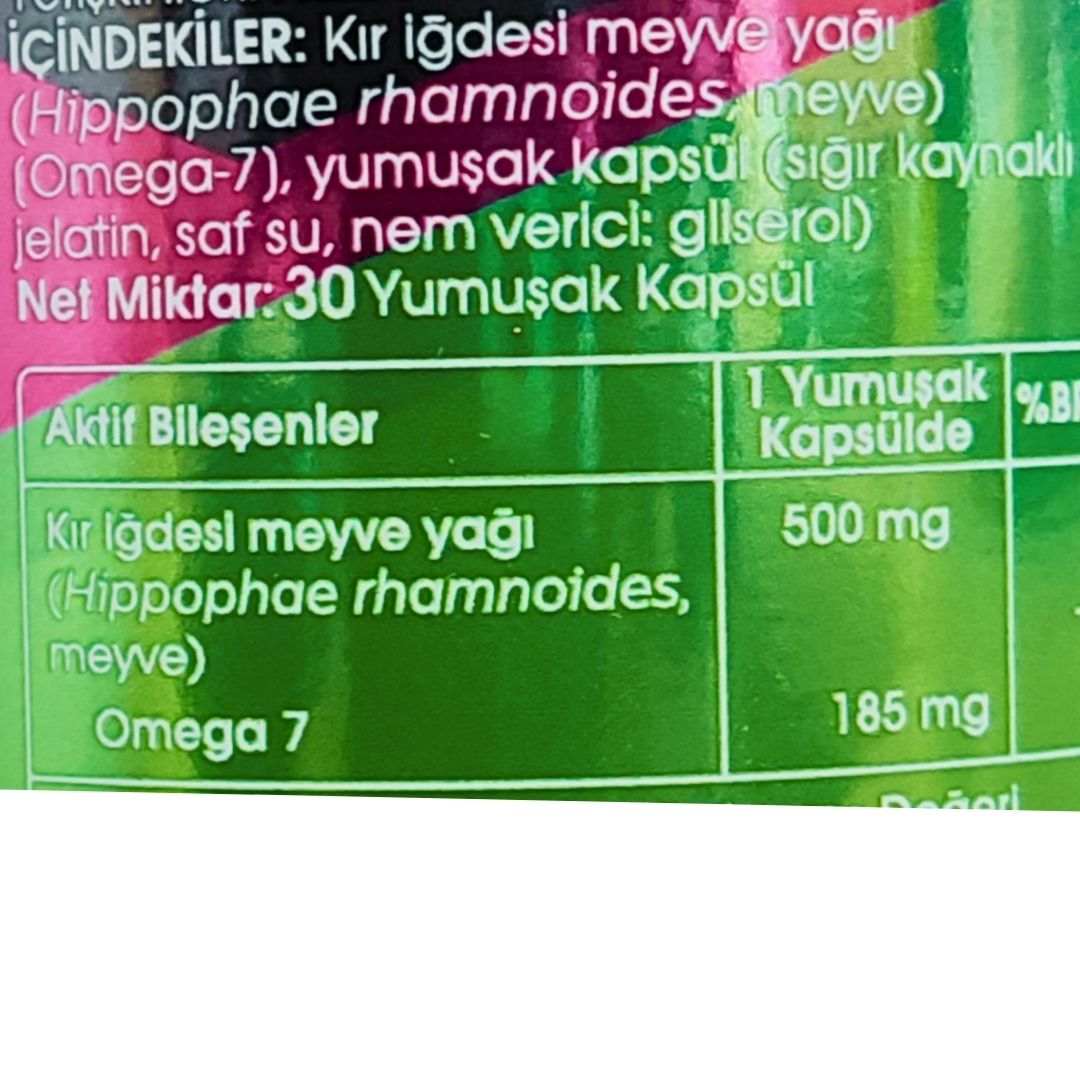 İÇİNDEKİLER: Kır iğdesi meyve yağı
(Hippophae rhamnoides, meyve)
(Omega-7), yumuşak kapsül (sığır kaynaklı
jelatin, saf su, nem verici: gliserol)
Net Miktar: 30 Yumuşak Kapsül
Aktif Bileşenler
1 Yumuşak
Kapsülde
Kır iğdesi meyve yağı
500 mg
(Hippophae rhamnoides,
meyve)
Omega 7
185 mg